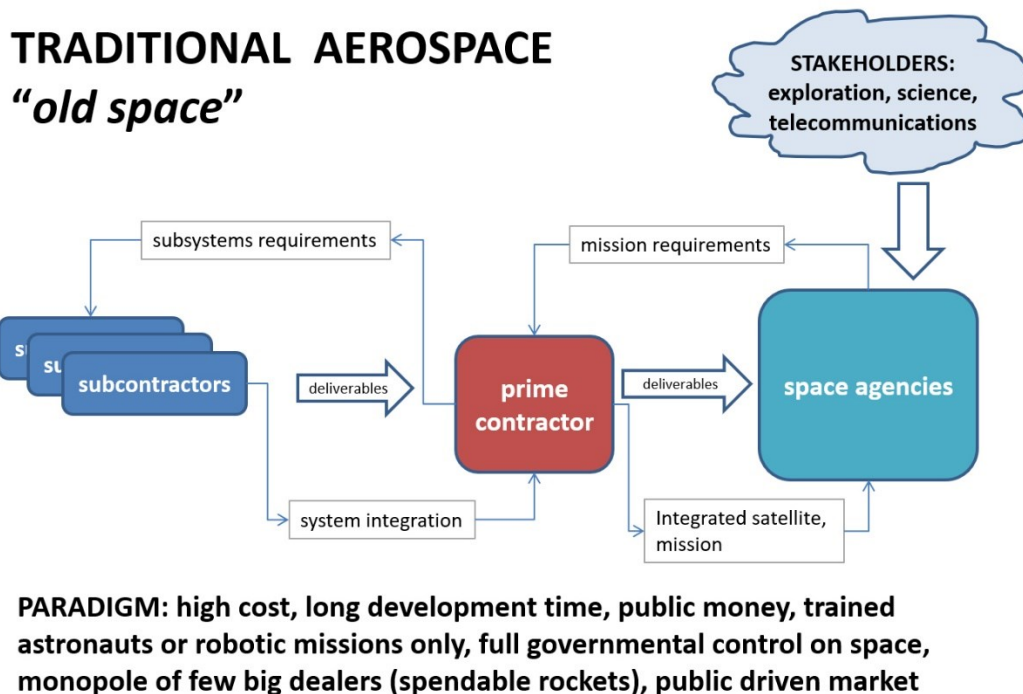 TRADITIONAL AEROSPACE
“old space”
STAKEHOLDERS:
exploration, science,
telecommunications
subsystems requirements
mission requirements
su
su
subcontractors
deliverables
prime
contractor
deliverables
space agencies
system integration
Integrated satellite,
mission
PARADIGM: high cost, long development time, public money, trained
astronauts or robotic missions only, full governmental control on space,
monopole of few big dealers (spendable rockets), public driven market